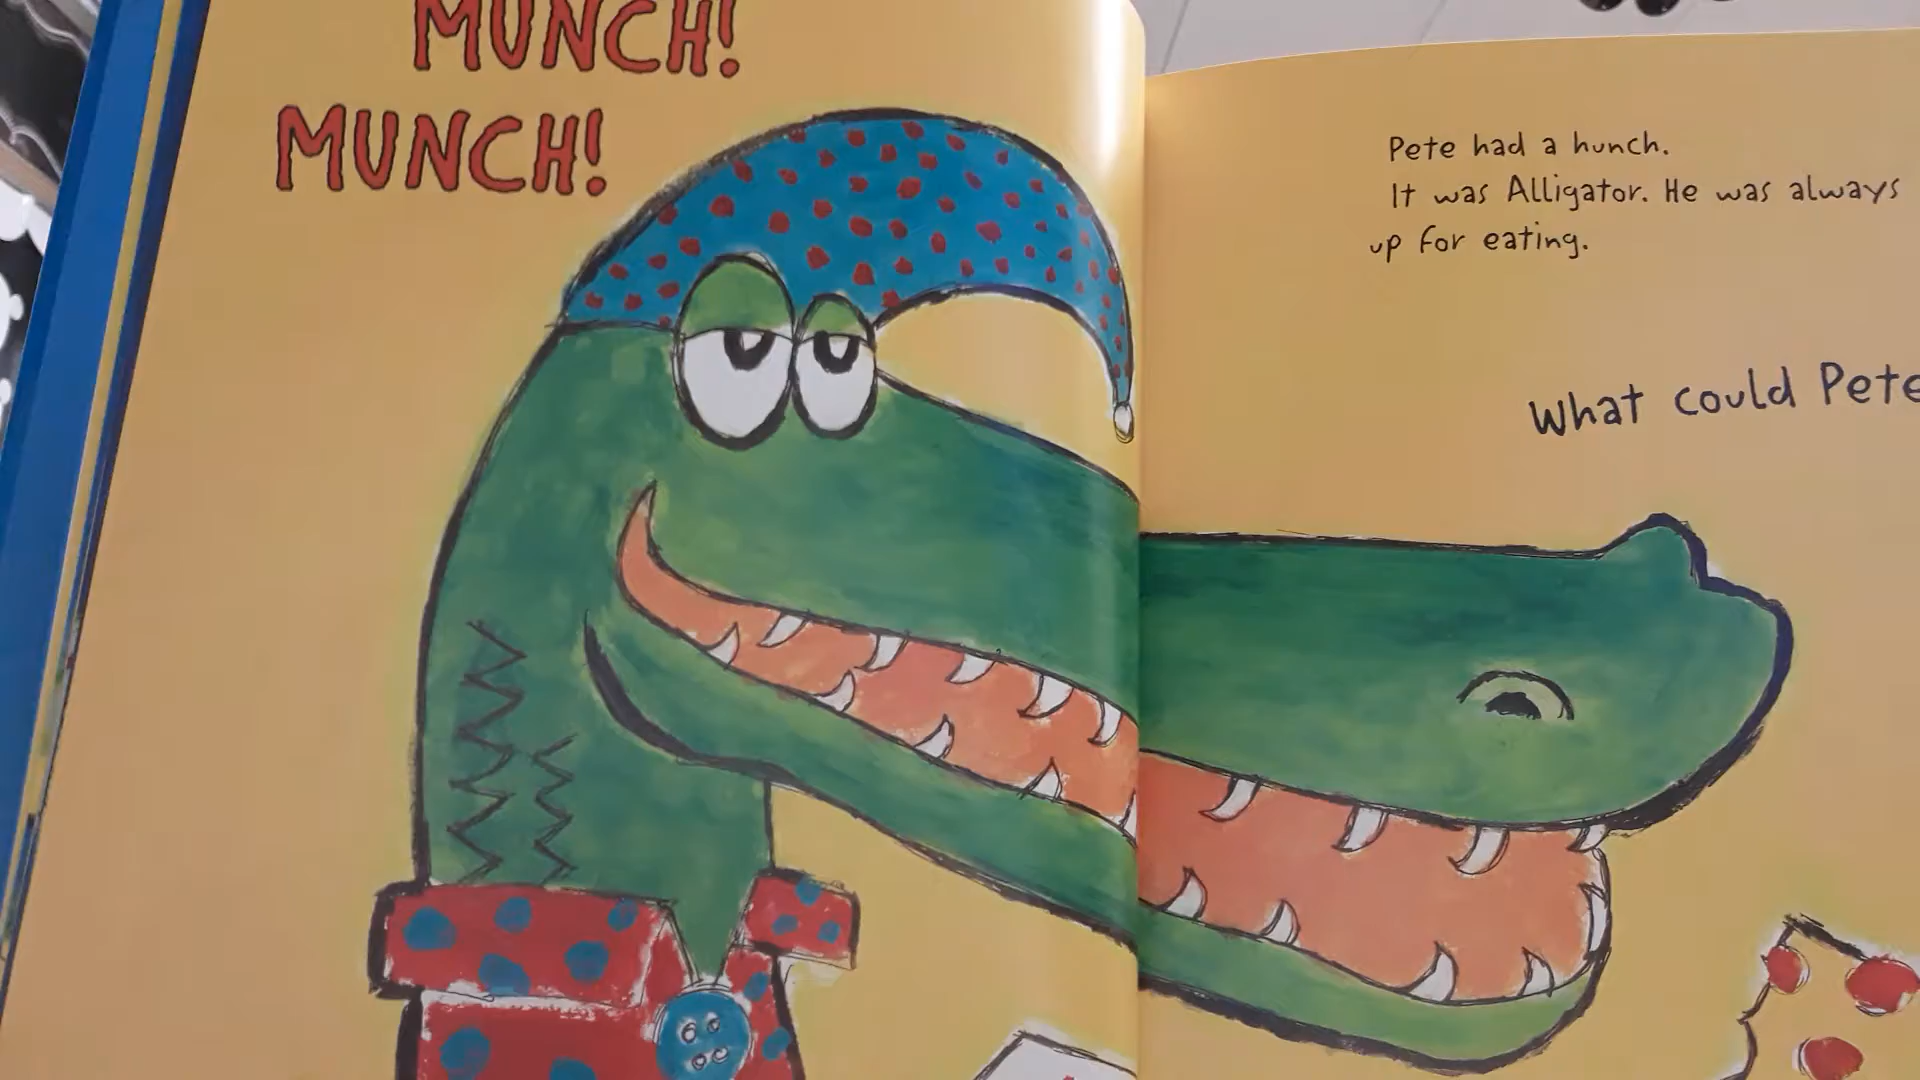 MUNCH!
MUNCH!
Pete had a hunch.
It was Alligator. He was always
up for eating.
What could Pete